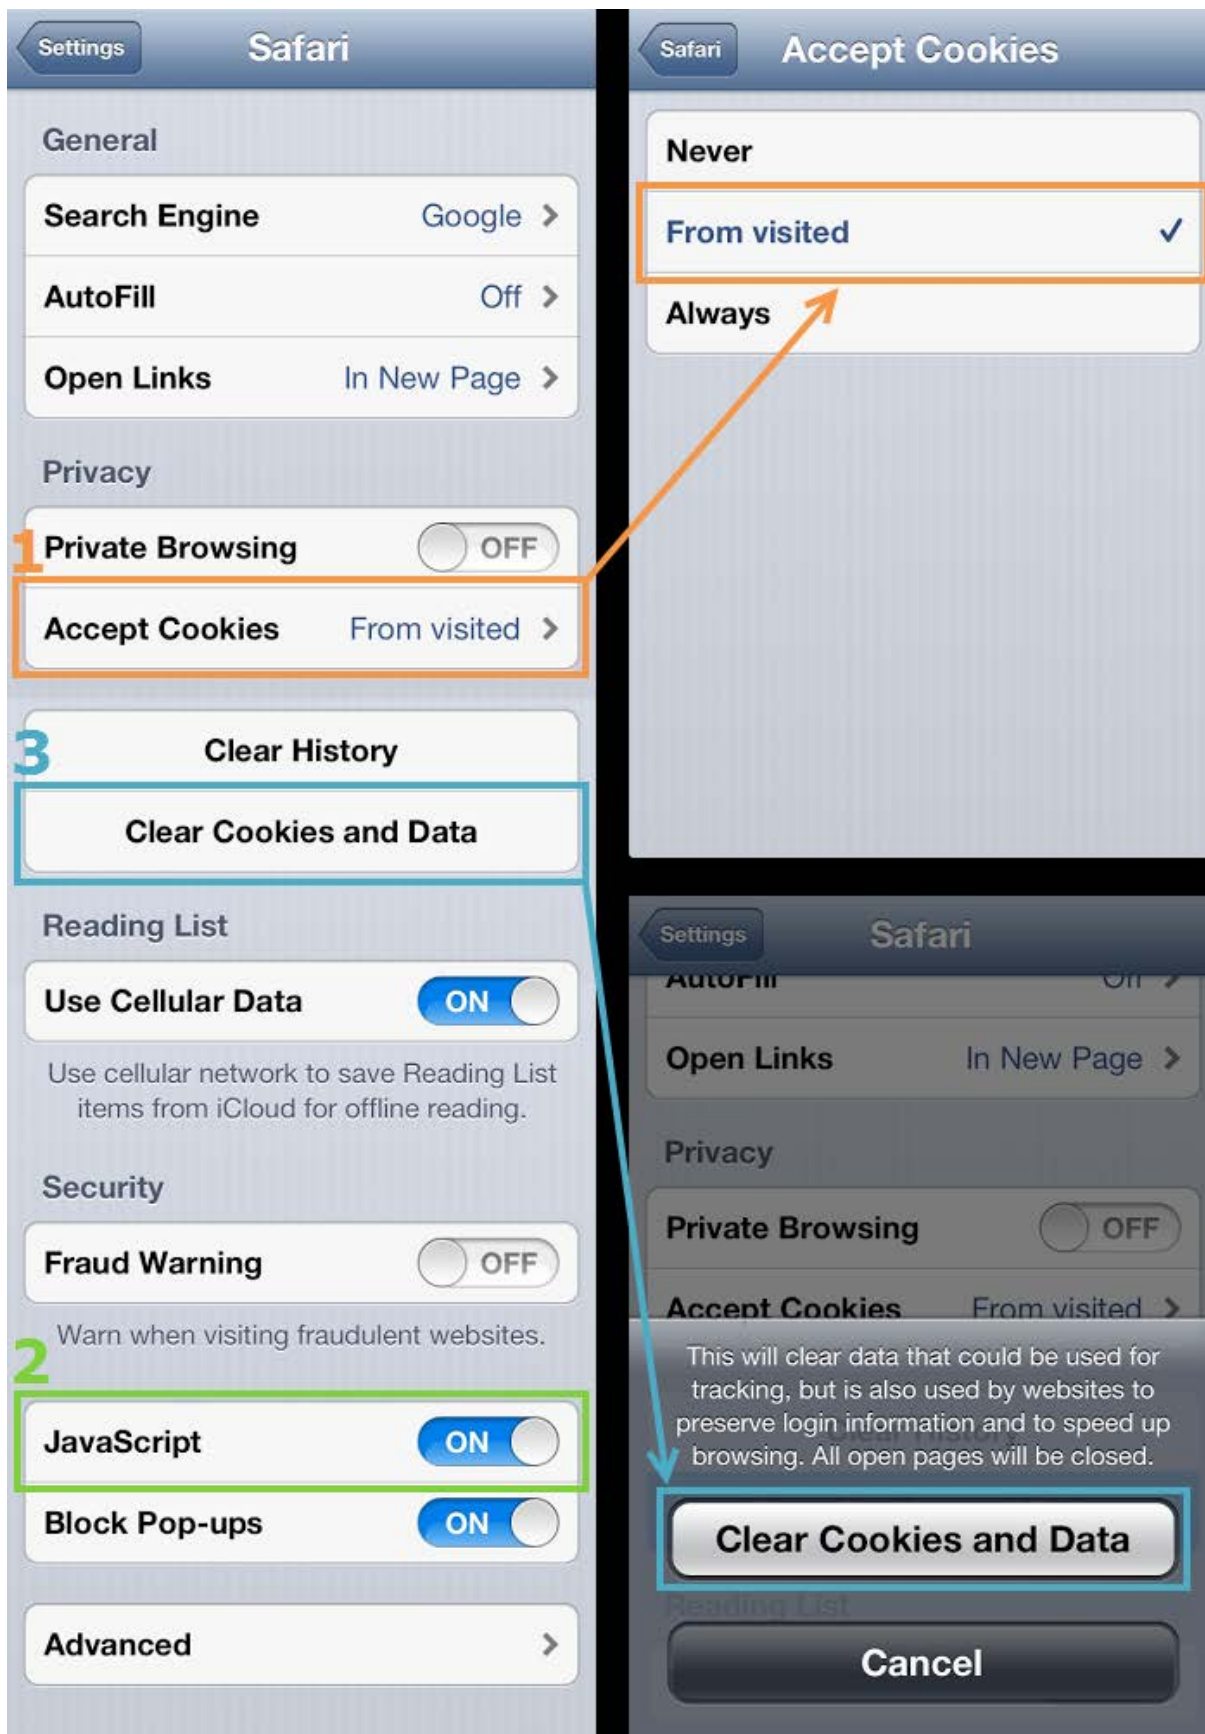 Settings
Safari
General
Search Engine Google
AutoFill Off
Open Links In New Page
Privacy
1
Private Browsing OFF
Accept Cookies From visited
3
Clear History
Clear Cookies and Data
Reading List
Use Cellular Data ON
Use cellular network to save Reading List
items from iCloud for offline reading.
Security
Fraud Warning OFF
Warn when visiting fraudulent websites.
2
JavaScript ON
Block Pop-ups ON
Advanced
Safari
Accept Cookies
Never
From visited
Always
Settings
Safari
AutoFill Off
Open Links In New Page
Privacy
Private Browsing OFF
Accept Cookies From visited
This will clear data that could be used for
tracking, but is also used by websites to
preserve login information and to speed up
browsing. All open pages will be closed.
Clear History
Clear Cookies and Data
Reading List
Cancel